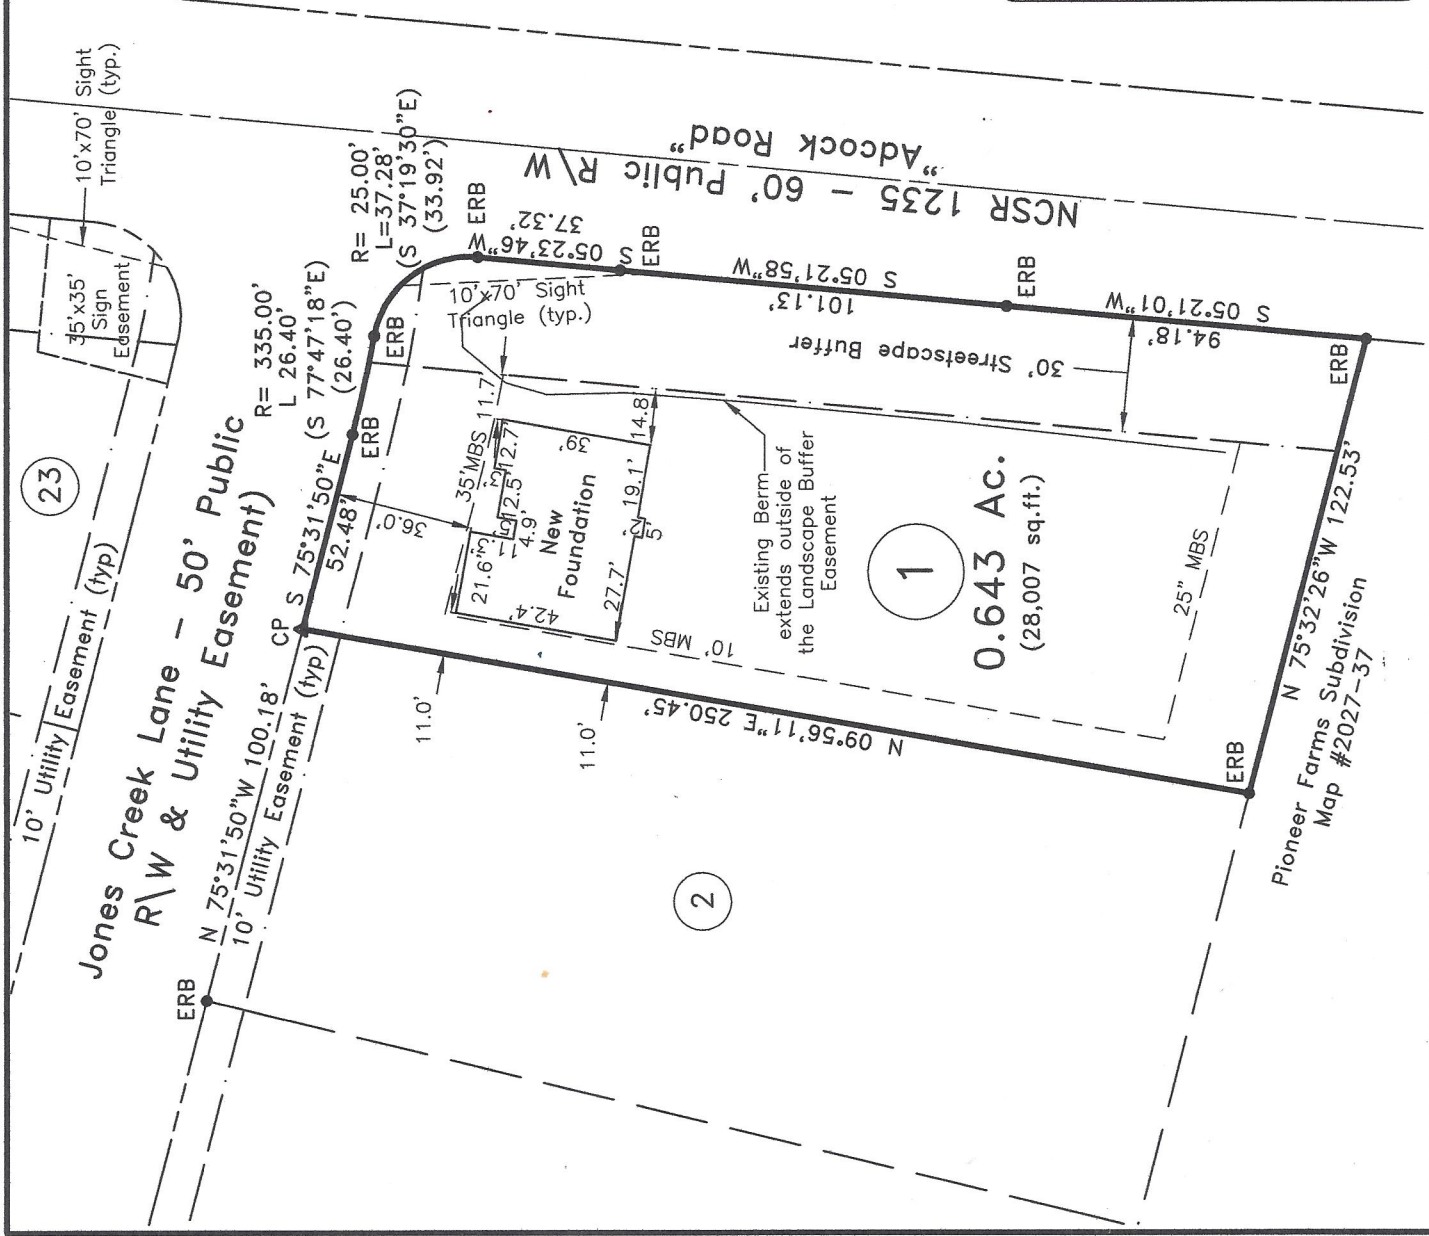 10'x70' Sight
Triangle (typ.)
35'x35'
Sign
Easement
23
10' Utility Easement (typ)
Jones Creek Lane - 50' Public
R\W & Utility Easement)
R= 335.00'
L 26.40'
(S 77°47'18"E)
(26.40')
R= 25.00'
L=37.28'
(S 37°19'30"E)
(33.92')
NCSR 1235 - 60' Public R\W
"Adcock Road"
ERB
S 05°23'46"W
37.32'
ERB
S 05°21'58"W
101.13'
ERB
S 05°21'01"W
94.18'
ERB
30' Streetscape Buffer
10'x70' Sight
Triangle (typ.)
ERB
ERB
CP
S 75°31'50"E
52.48'
36.0'
35'MBS
11.7'
12.7'
3'
12.5'
4.9'
21.6'
42.4'
39'
14.8'
19.1'
27.7'
New
Foundation
10' MBS
Existing Berm
extends outside of
the Landscape Buffer
Easement
1
0.643 Ac.
(28,007 sq.ft.)
25" MBS
11.0'
11.0'
N 09°56'11"E 250.45'
ERB
N 75°32'26"W 122.53'
Pioneer Farms Subdivision
Map #2027-37
N 75°31'50"W 100.18'
10' Utility Easement (typ)
ERB
2